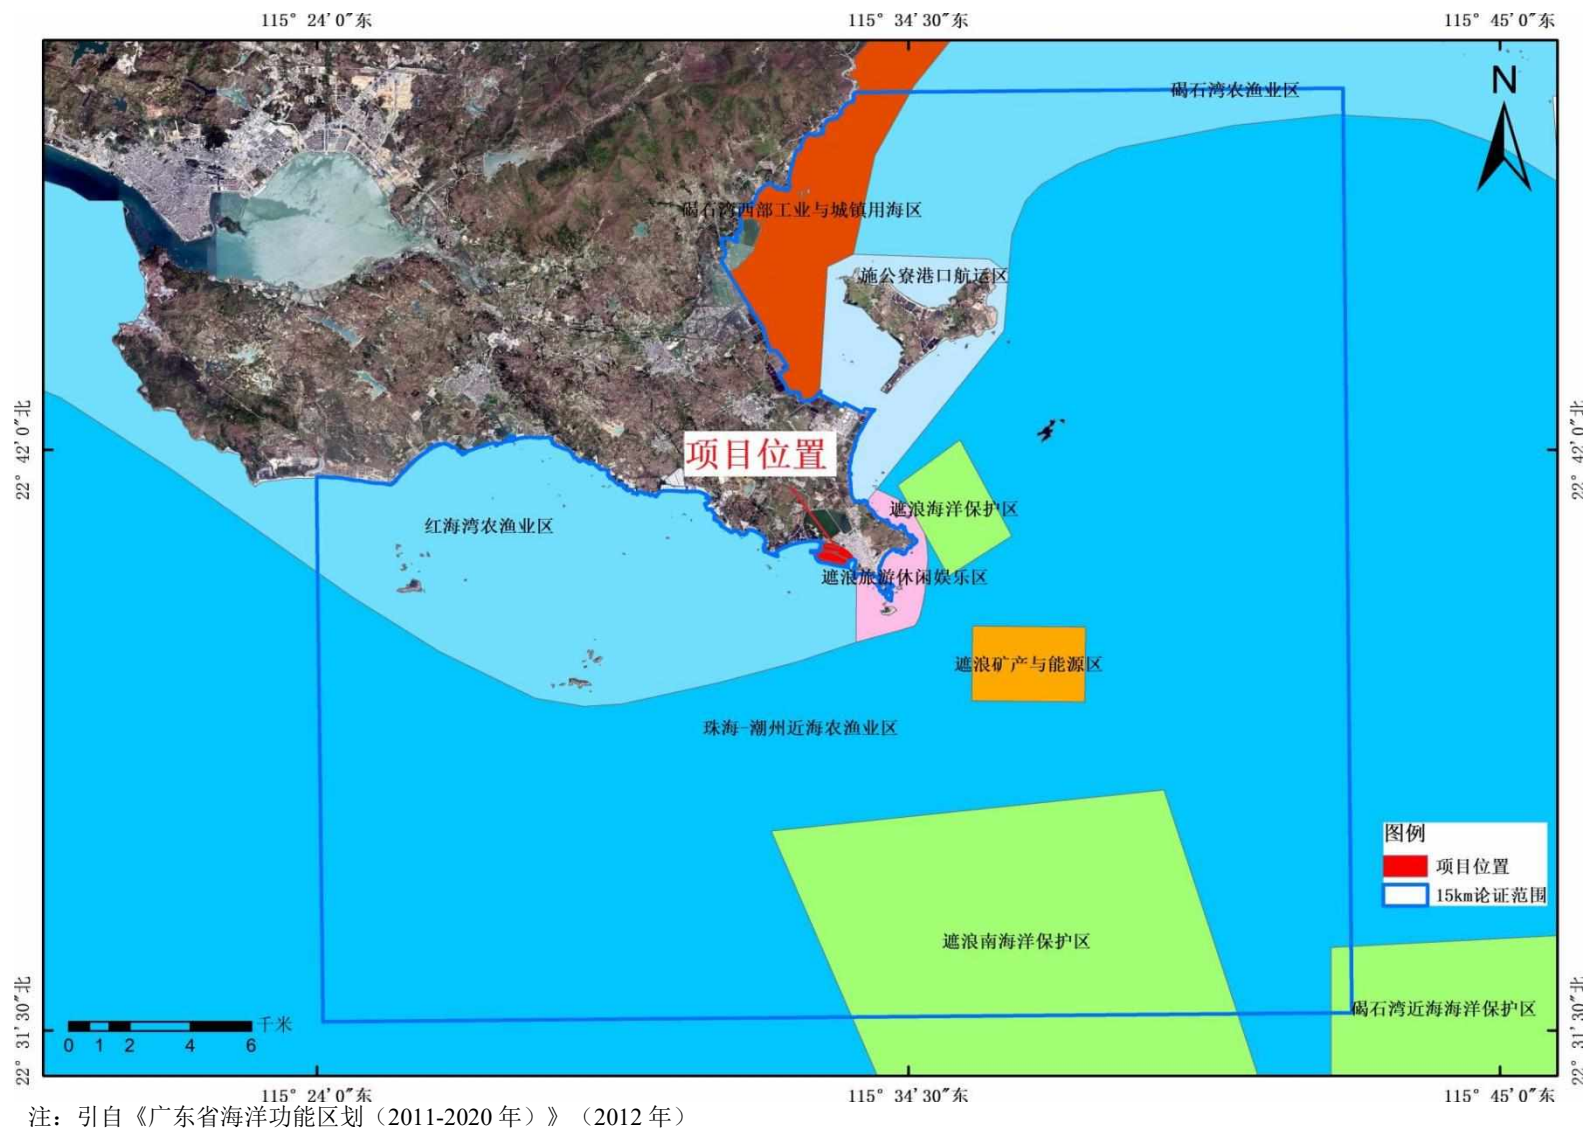 115° 24′0″东
115° 34′30″东
115° 45′0″东
N
碣石湾农渔业区
碣石湾西部工业与城镇用海区
施公寮港口航运区
22° 42′0″北
22° 42′0″北
项目位置
遮浪海洋保护区
红海湾农渔业区
遮浪旅游休闲娱乐区
遮浪矿产与能源区
珠海-潮州近海农渔业区
图例
项目位置
15km论证范围
遮浪南海洋保护区
碣石湾近海海洋保护区
22° 31′30″北
22° 31′30″北
千米
0 1 2 4 6
115° 24′0″东
115° 34′30″东
115° 45′0″东
注：引自《广东省海洋功能区划（2011-2020 年）》（2012 年）